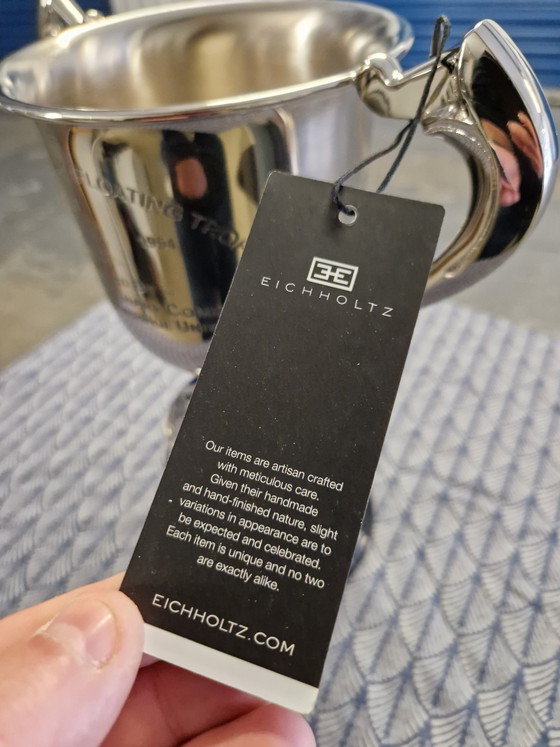 EICHHOLTZ
Our items are artisan crafted
with meticulous care.
Given their handmade
and hand-finished nature, slight
variations in appearance are to
be expected and celebrated.
Each item is unique and no two
are exactly alike.
EICHHOLTZ.COM